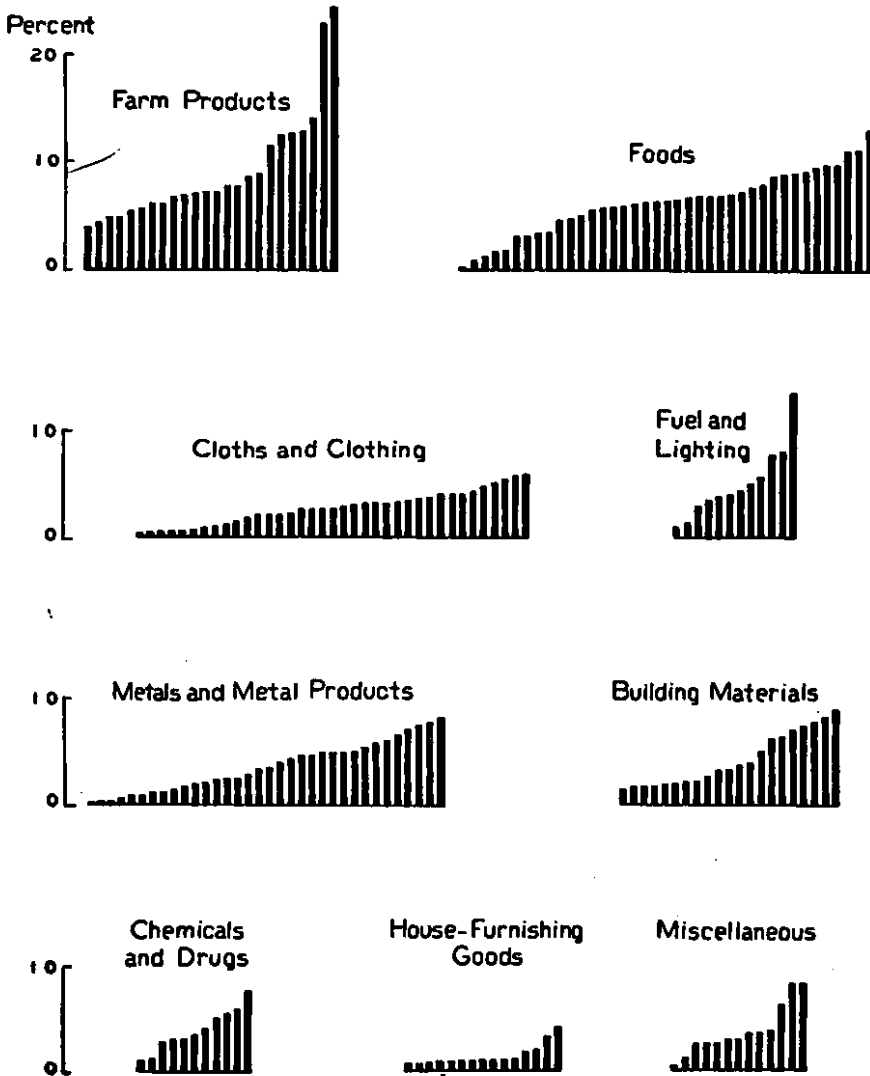 Percent
20
Farm Products
10
Foods
0
10
Cloths and Clothing
Fuel and
Lighting
0
10
Metals and Metal Products
Building Materials
0
Chemicals
and Drugs
House-Furnishing
Goods
Miscellaneous
10
0